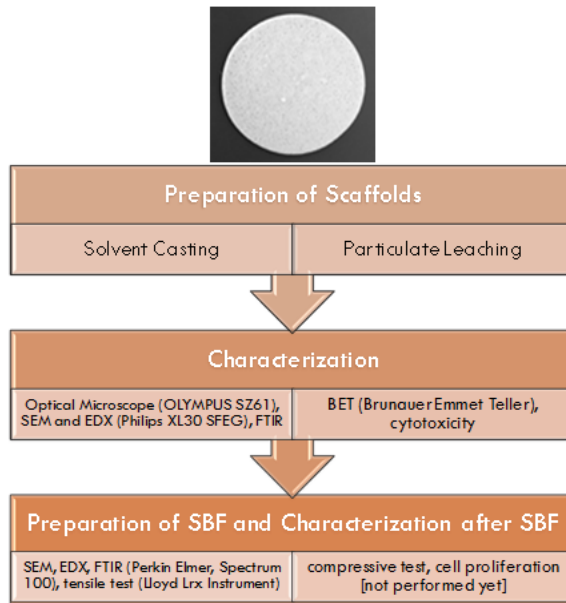 Preparation of Scaffolds
Solvent Casting
Particulate Leaching
Characterization
Optical Microscope (OLYMPUS SZ61),
SEM and EDX (Philips XL30 SFEG), FTIR
BET (Brunauer Emmet Teller),
cytotoxicity
Preparation of SBF and Characterization after SBF
SEM, EDX, FTIR (Perkin Elmer, Spectrum
100), tensile test (Lloyd Lrx Instrument)
compressive test, cell proliferation
[not performed yet]